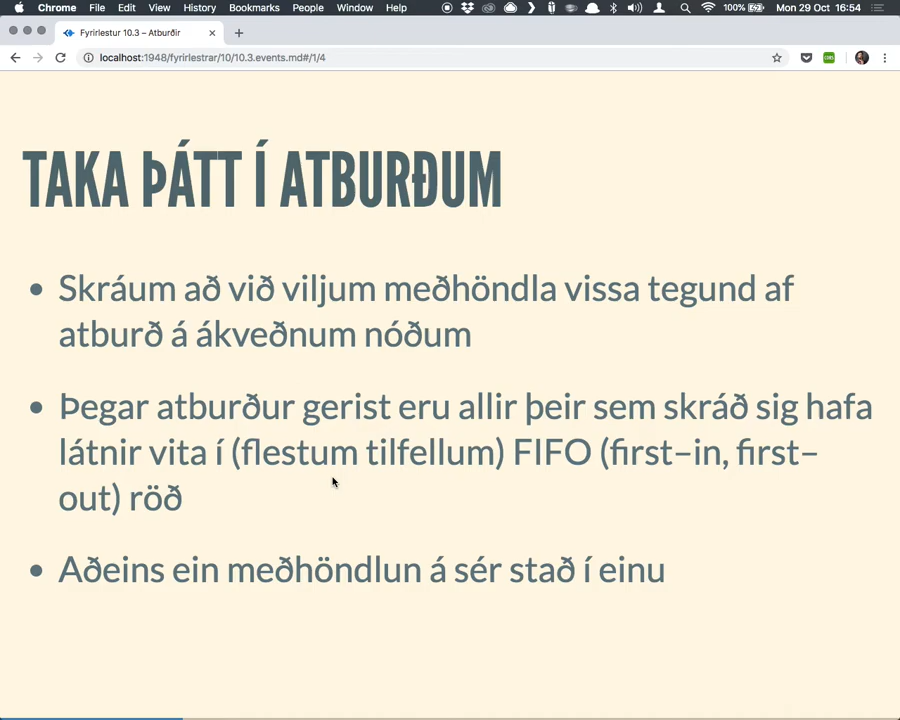 Chrome File Edit View History Bookmarks People Window Help 100% Mon 29 Oct 16:54
Fyrirlestur 10.3 – Atburðir
localhost:1948/fyrirlestrar/10/10.3.events.md#/1/4
TAKA ÞÁTT Í ATBURÐUM
• Skráum að við viljum meðhöndla vissa tegund af
atburð á ákveðnum nóðum
• Þegar atburður gerist eru allir þeir sem skráð sig hafa
látnir vita í (flestum tilfellum) FIFO (first–in, first–
out) röð
• Aðeins ein meðhöndlun á sér stað í einu